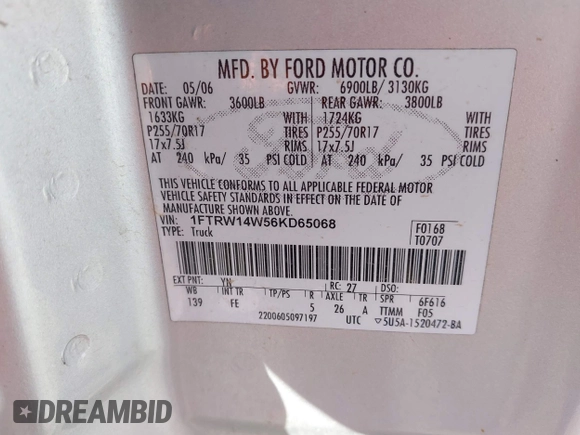 MFD. BY FORD MOTOR CO.
DATE: 05/06 GVWR: 6900LB/ 3130KG
FRONT GAWR: 3600LB REAR GAWR: 3800LB
1633KG WITH 1724KG WITH
P255/70R17 TIRES P255/70R17 TIRES
17x7.5J RIMS 17x7.5J RIMS
AT 240 kPa/ 35 PSI COLD AT 240 kPa/ 35 PSI COLD
THIS VEHICLE CONFORMS TO ALL APPLICABLE FEDERAL MOTOR
VEHICLE SAFETY STANDARDS IN EFFECT ON THE DATE OF
MANUFACTURE SHOWN ABOVE.
VIN: 1FTRW14W56KD65068 F0168
TYPE: Truck T0707
EXT PNT: YN RC: 27 DSO:
WB INT TR TP/PS R AXLE TR SPR 6F616
139 FE 5 26 A TTMM F05
2200605097197 UTC ▽5U5A-1520472-BA
Ford
DREAMBID